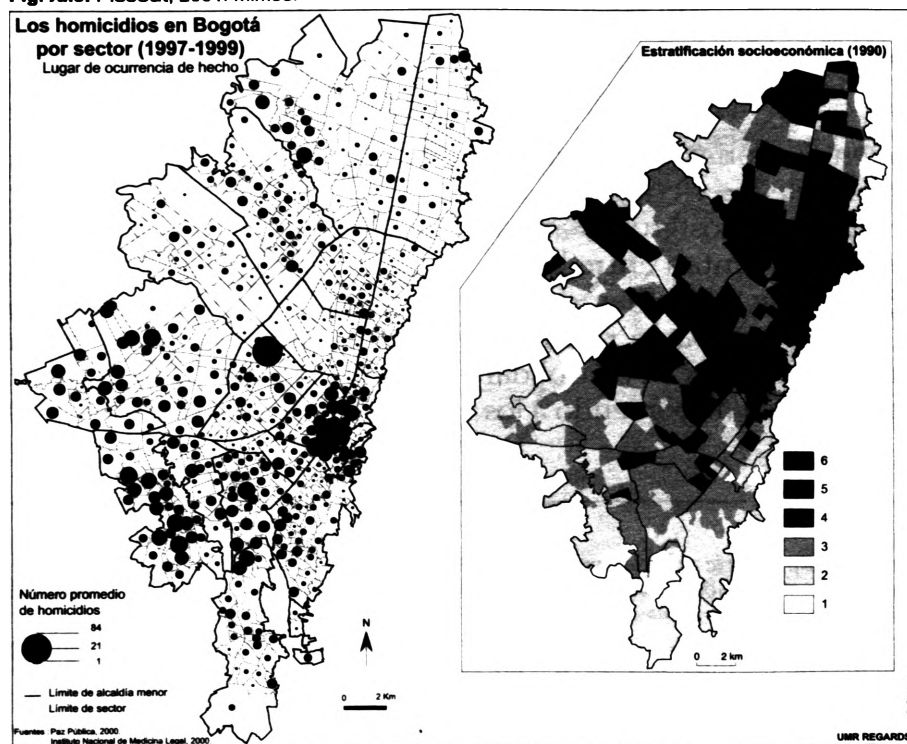 Los homicidios en Bogotá
por sector (1997-1999)
Lugar de ocurrencia de hecho
Estratificación socioeconómica (1990)
6
5
4
3
2
1
Número promedio
de homicidios
84
21
1
Limite de alcaldía menor
Limite de sector
N
0 2 Km
0 2 km
Fuentes Paz Pública, 2000
Instituto Nacional de Medicina Legal, 2000
UMR REGARDS